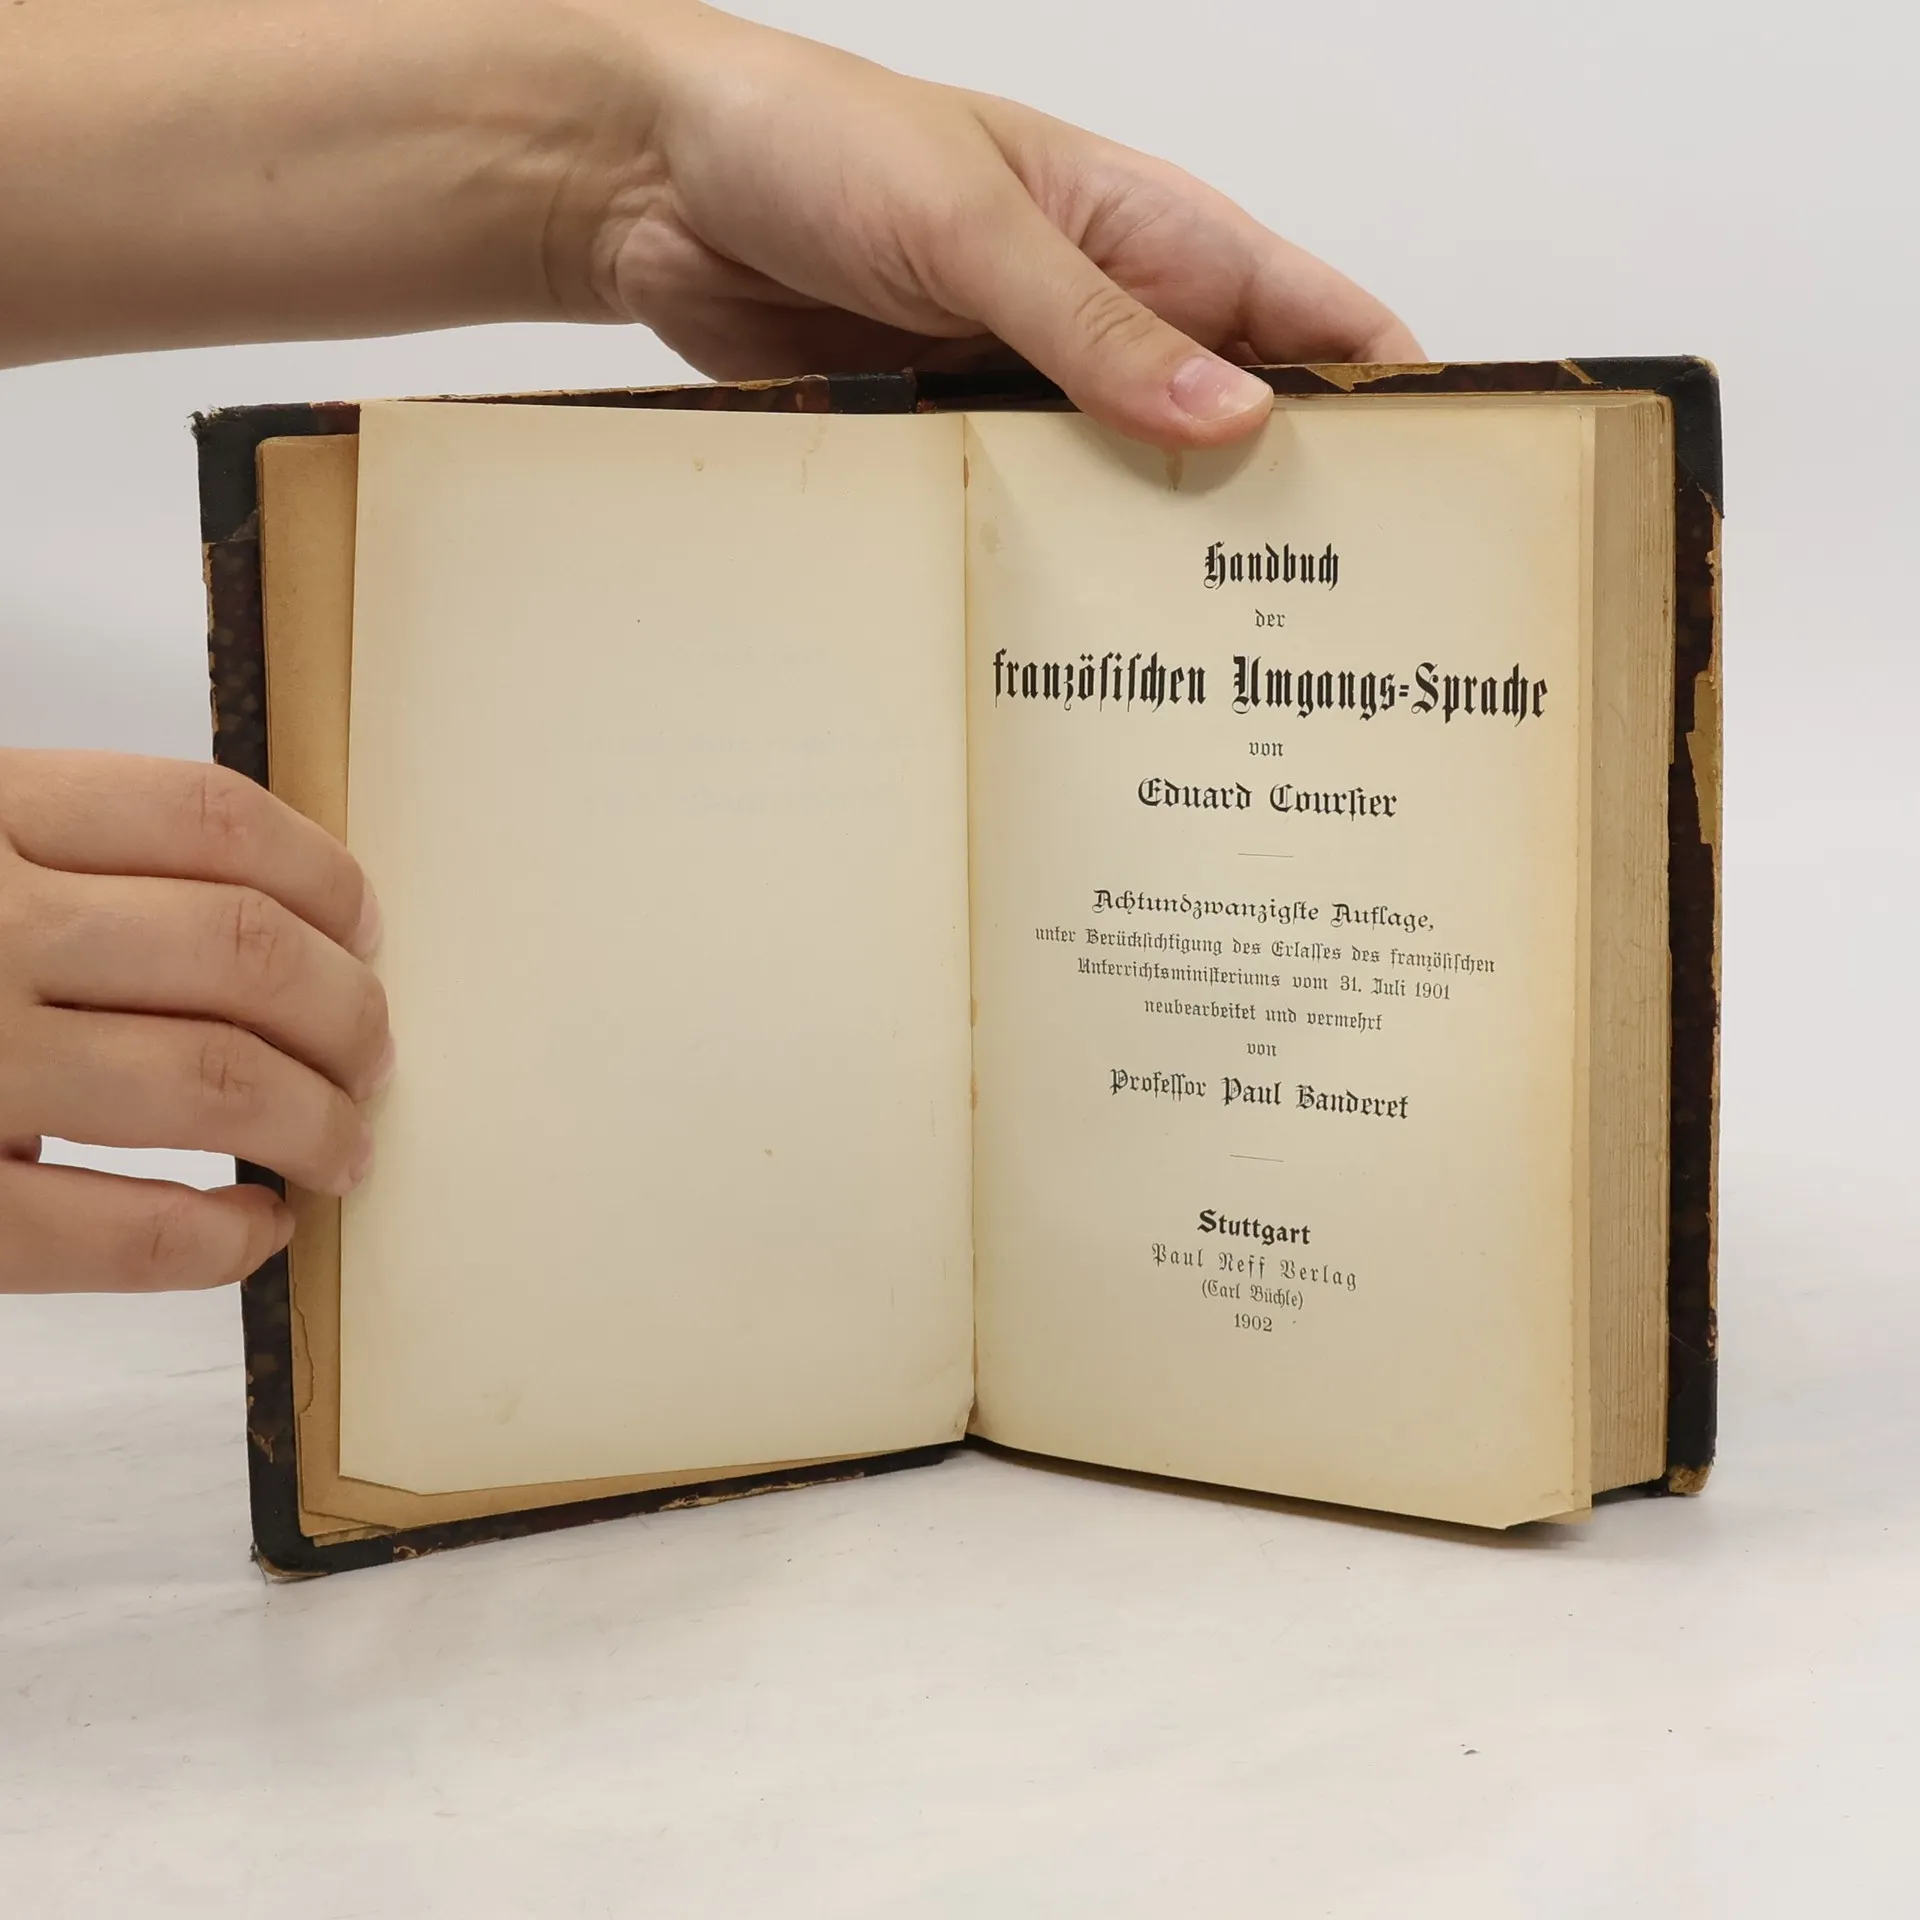 Handbuch
der
franzöſiſchen Umgangs-Sprache
von
Eduard Courſier
Achtundzwanzigſte Auflage,
unter Berückſichtigung des Erlaſſes des franzöſiſchen
Unterrichtsminiſteriums vom 31. Juli 1901
neubearbeitet und vermehrt
von
Profeſſor Paul Banderet
Stuttgart
Paul Neff Verlag
(Carl Büchle)
1902